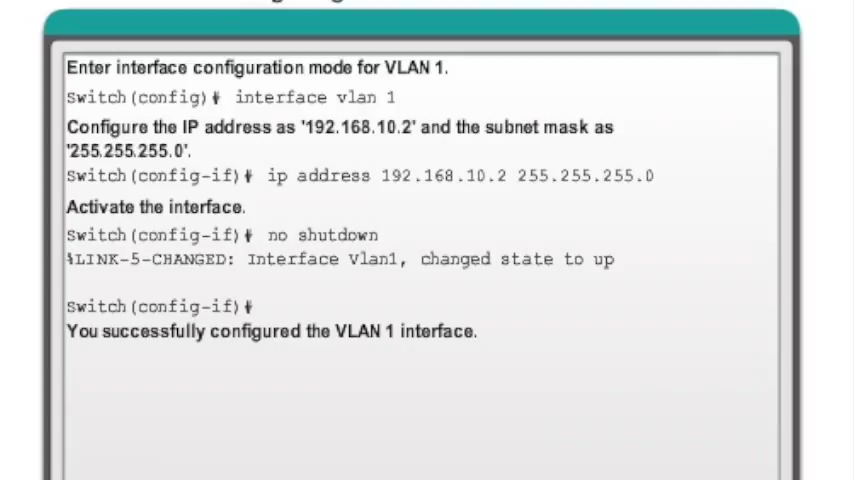 Enter interface configuration mode for VLAN 1.
Switch(config)# interface vlan 1
Configure the IP address as '192.168.10.2' and the subnet mask as
'255.255.255.0'.
Switch(config-if)# ip address 192.168.10.2 255.255.255.0
Activate the interface.
Switch(config-if)# no shutdown
%LINK-5-CHANGED: Interface Vlan1, changed state to up
Switch(config-if)#
You successfully configured the VLAN 1 interface.